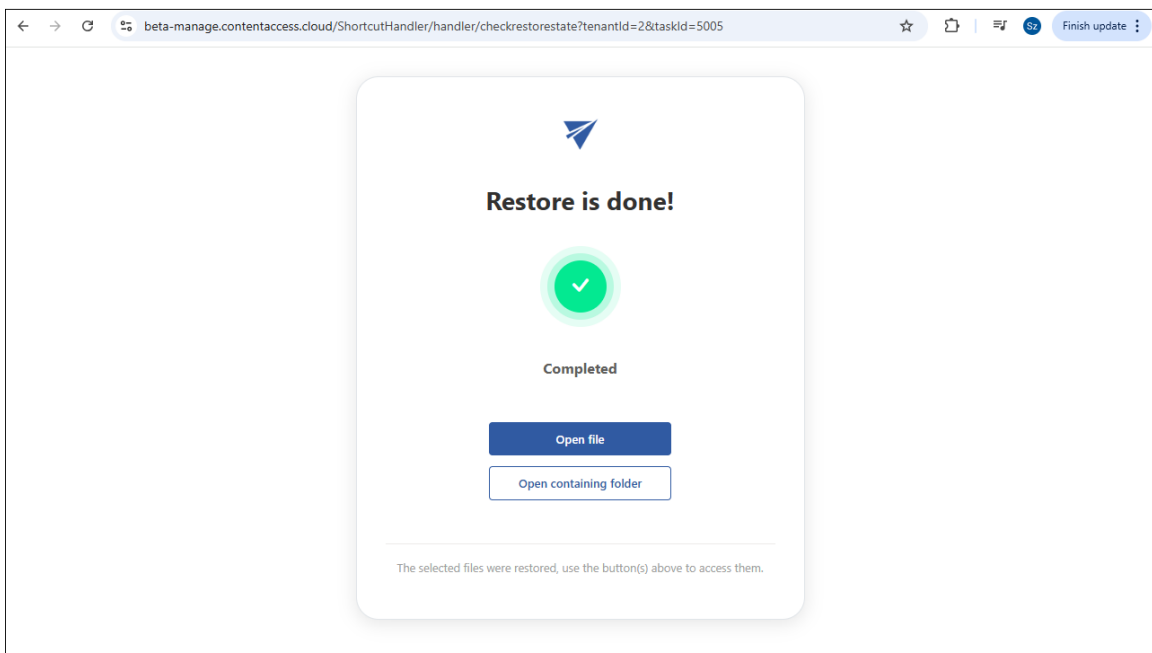 beta-manage.contentaccess.cloud/ShortcutHandler/handler/checkrestorestate?tenantId=2&taskId=5005
Sz
Finish update
Restore is done!
Completed
Open file
Open containing folder
The selected files were restored, use the button(s) above to access them.